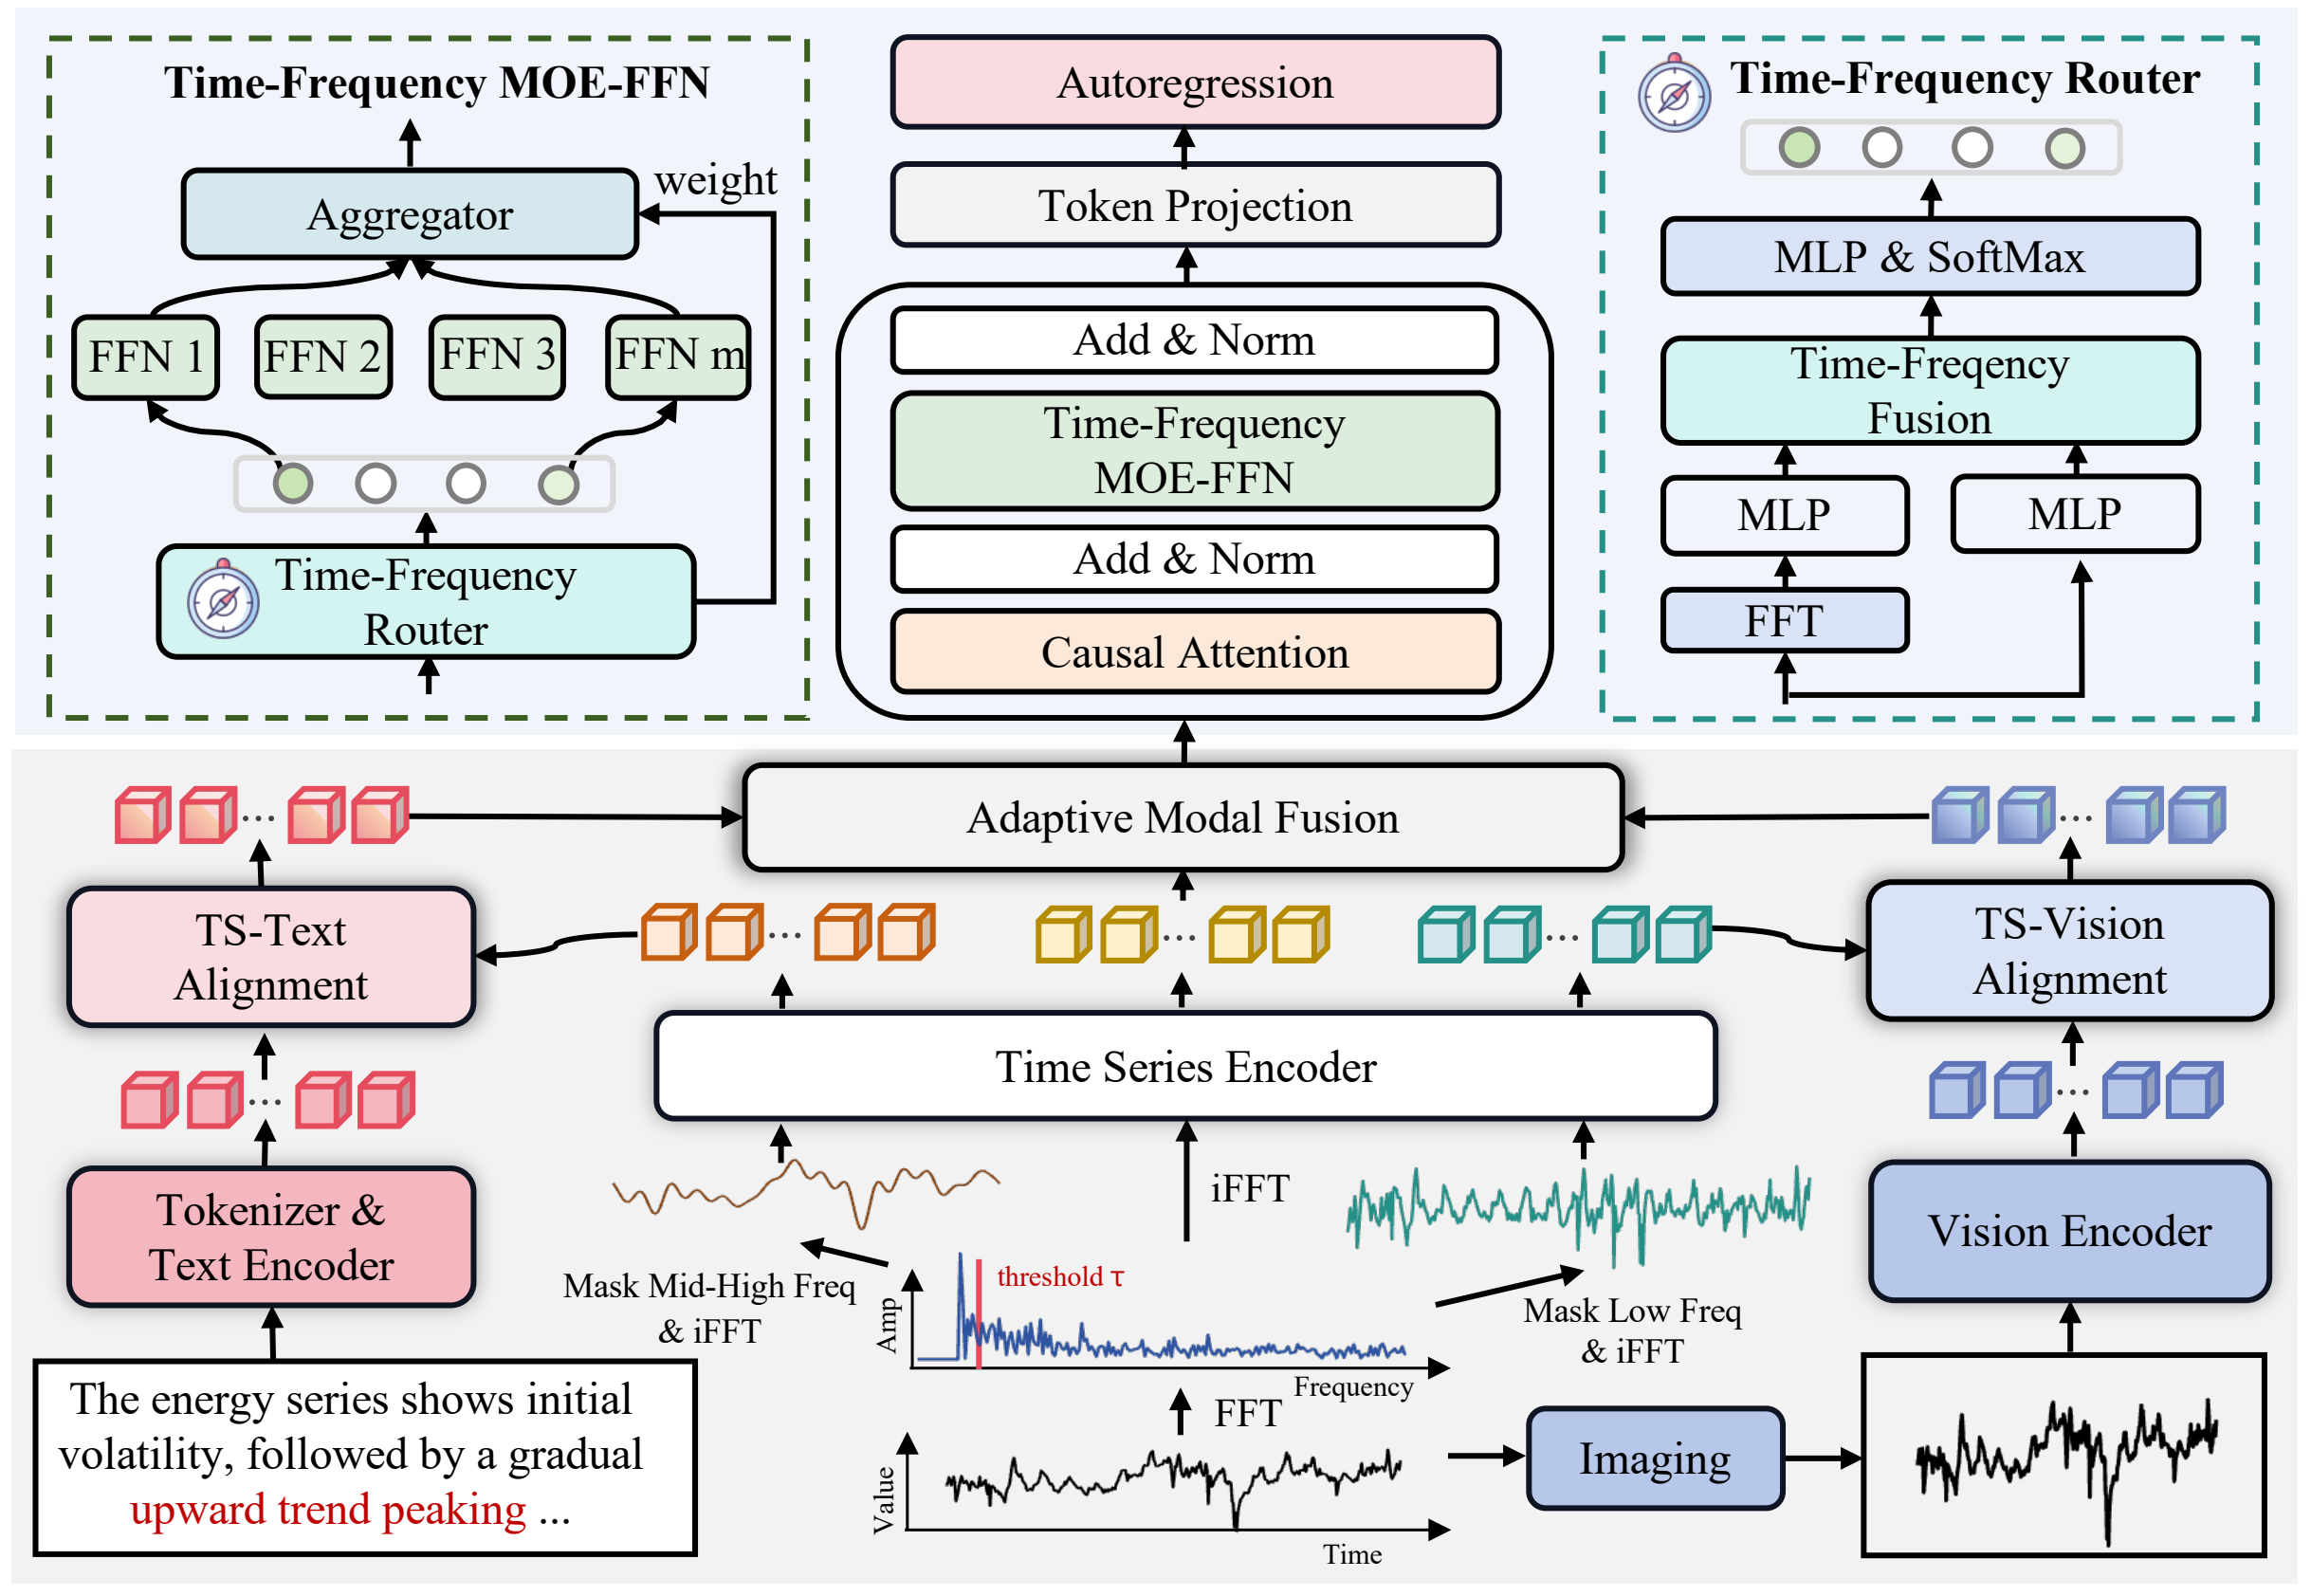 Time-Frequency MOE-FFN
Aggregator
weight
FFN 1
FFN 2
FFN 3
FFN m
Time-Frequency
Router
Autoregression
Token Projection
Add & Norm
Time-Frequency
MOE-FFN
Add & Norm
Causal Attention
Time-Frequency Router
MLP & SoftMax
Time-Freqency
Fusion
MLP
MLP
FFT
Adaptive Modal Fusion
...
...
TS-Text
Alignment
...
...
...
TS-Vision
Alignment
Time Series Encoder
...
...
Tokenizer &
Text Encoder
iFFT
Vision Encoder
Mask Mid-High Freq
& iFFT
threshold τ
Amp
Frequency
Mask Low Freq
& iFFT
The energy series shows initial
volatility, followed by a gradual
upward trend peaking ...
FFT
Value
Time
Imaging